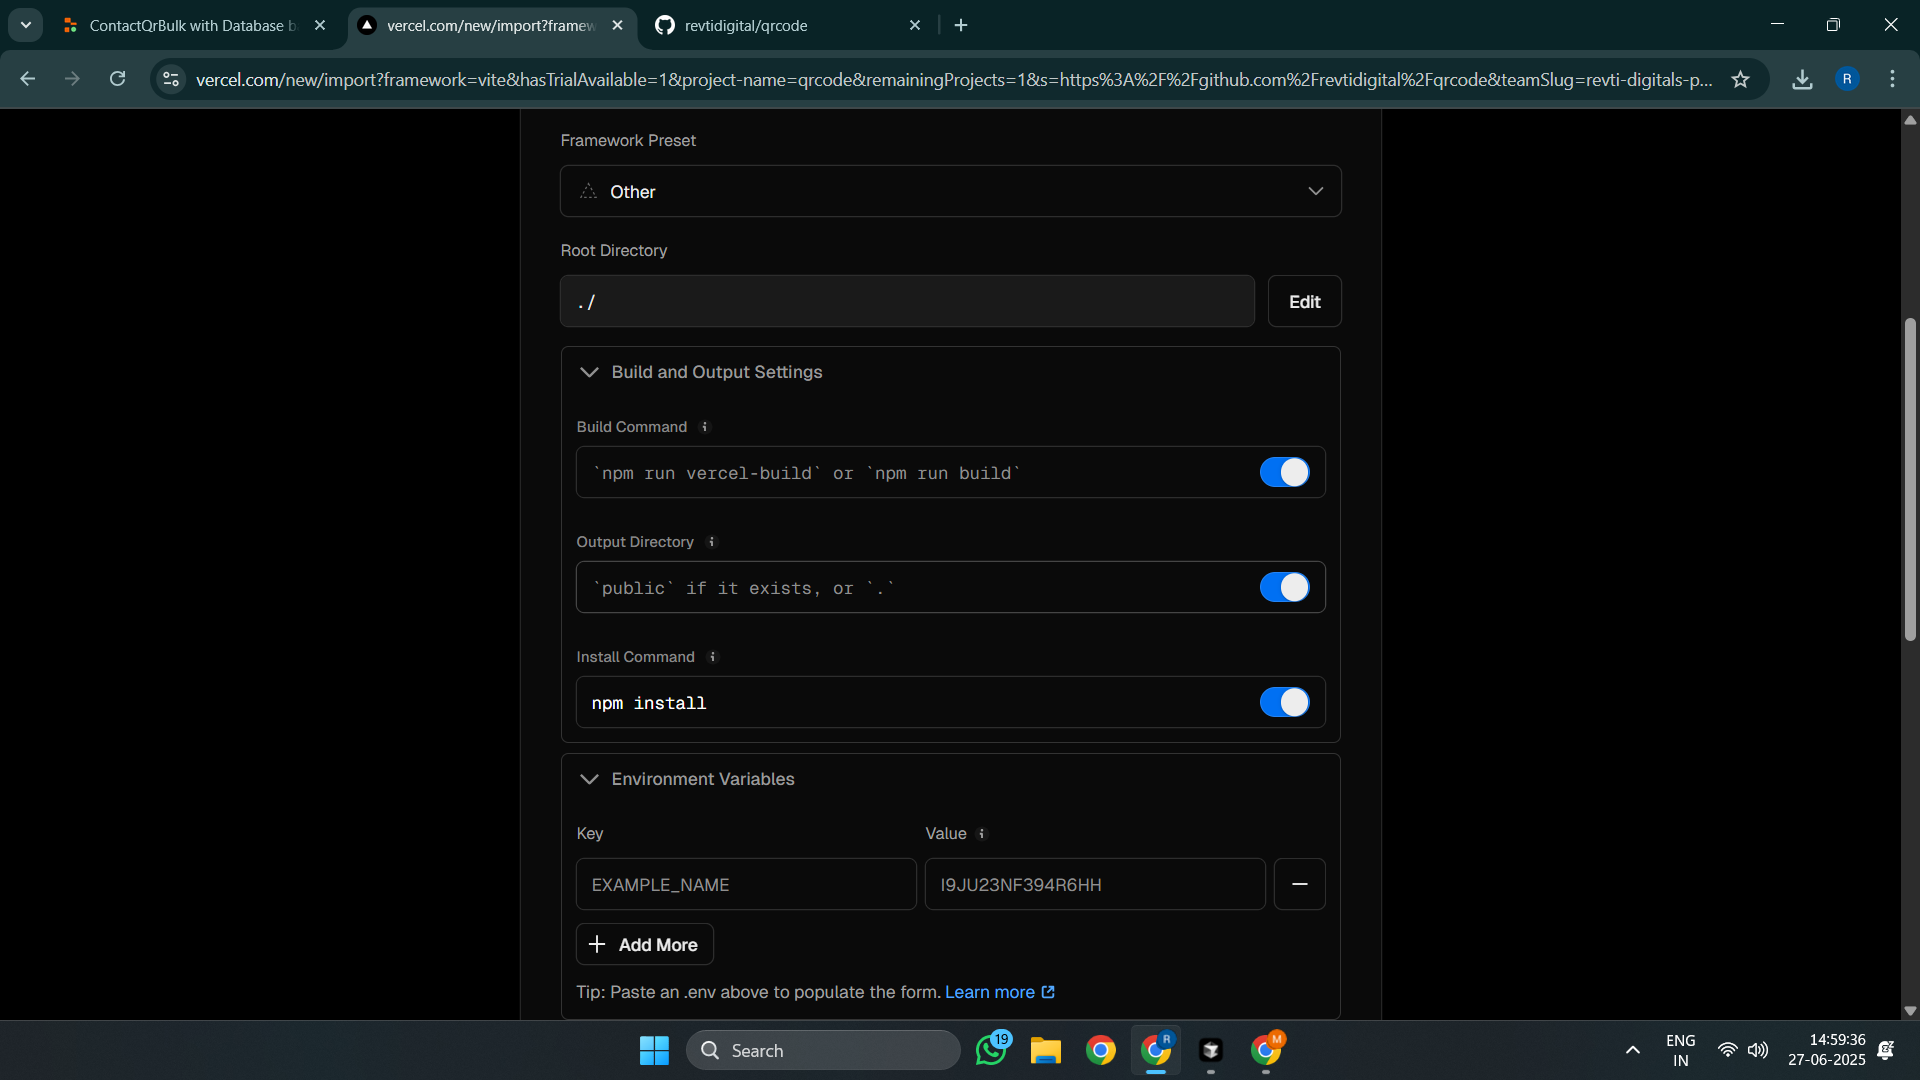 ContactQrBulk with Database b
vercel.com/new/import?framew
revtidigital/qrcode
vercel.com/new/import?framework=vite&hasTrialAvailable=1&project-name=qrcode&remainingProjects=1&s=https%3A%2F%2Fgithub.com%2Frevtidigital%2Fqrcode&teamSlug=revti-digitals-p...
R
Framework Preset
Other
Root Directory
./
Edit
Build and Output Settings
Build Command
`npm run vercel-build` or `npm run build`
Output Directory
`public` if it exists, or `.`
Install Command
npm install
Environment Variables
Key
Value
EXAMPLE_NAME
I9JU23NF394R6HH
Add More
Tip: Paste an .env above to populate the form. Learn more
Search
19
R
M
ENG
IN
14:59:36
27-06-2025